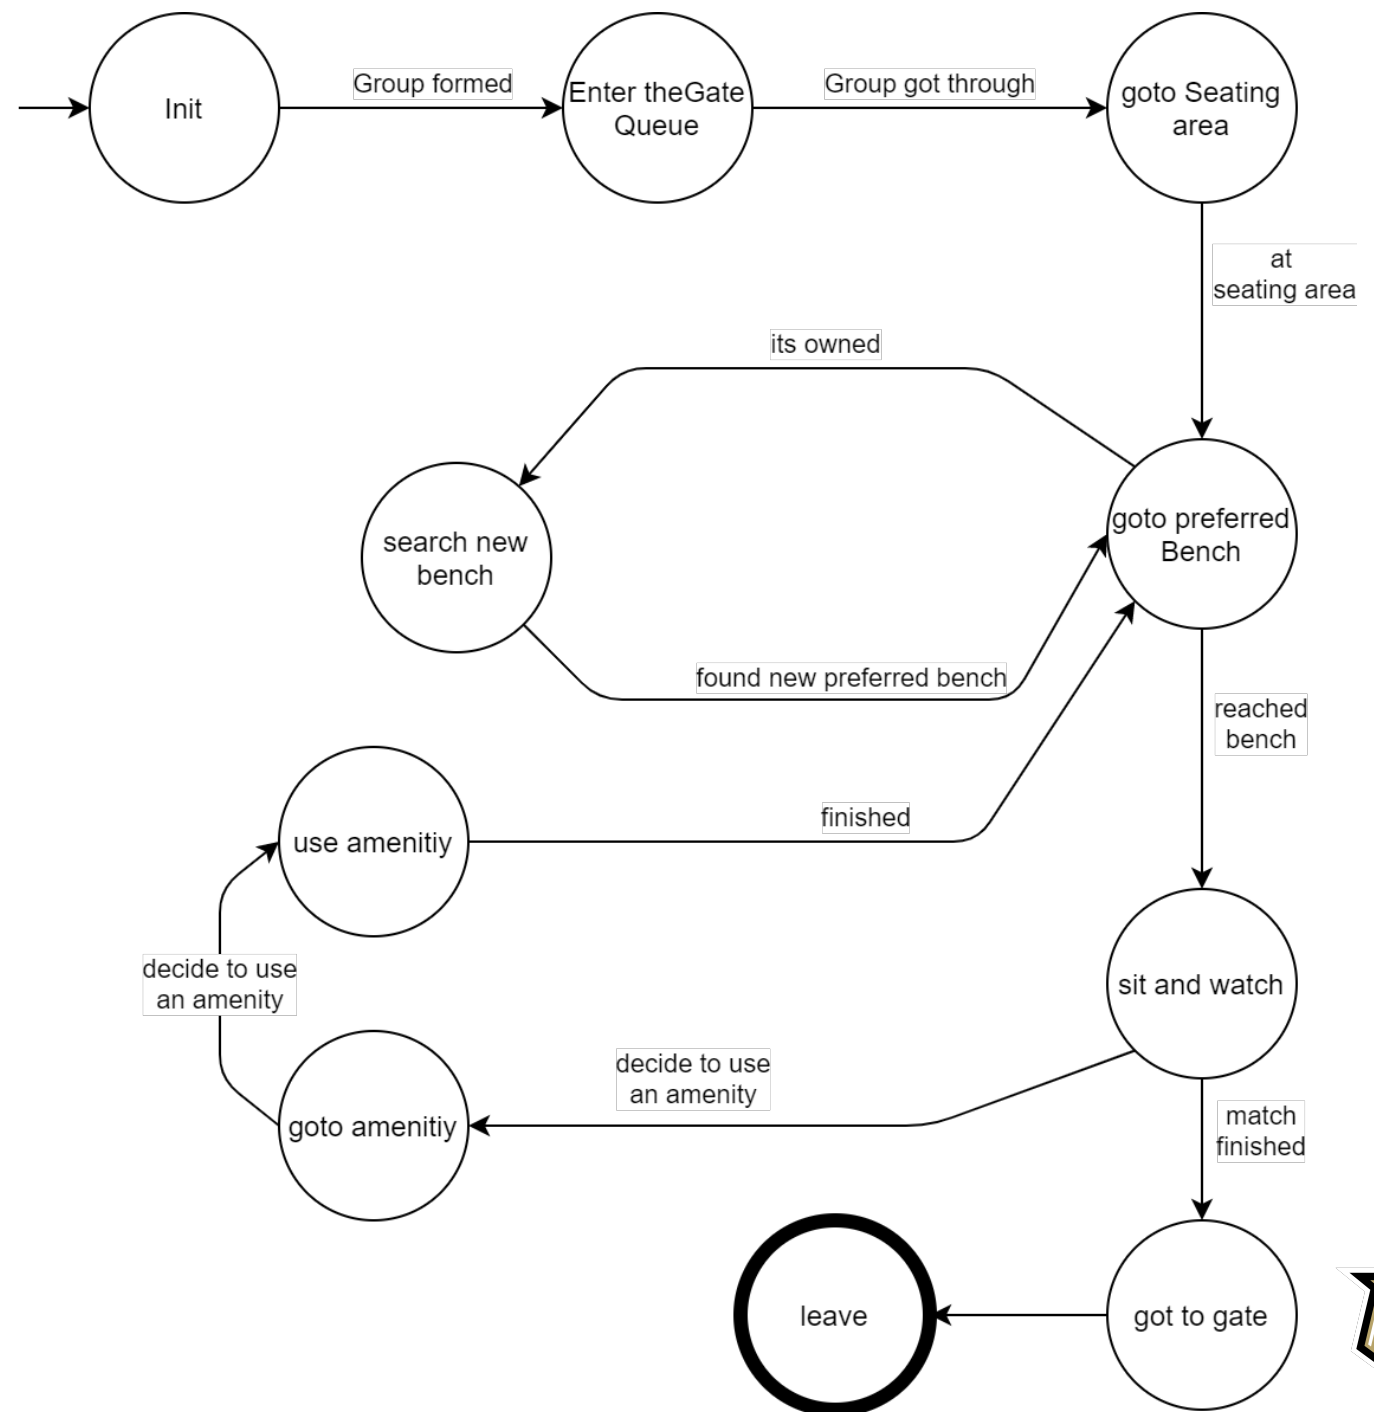 Init
Group formed
Enter theGate
Queue
Group got through
goto Seating
area
at
seating area
its owned
search new
bench
goto preferred
Bench
found new preferred bench
reached
bench
use amenitiy
finished
decide to use
an amenity
sit and watch
goto amenitiy
decide to use
an amenity
match
finished
leave
got to gate